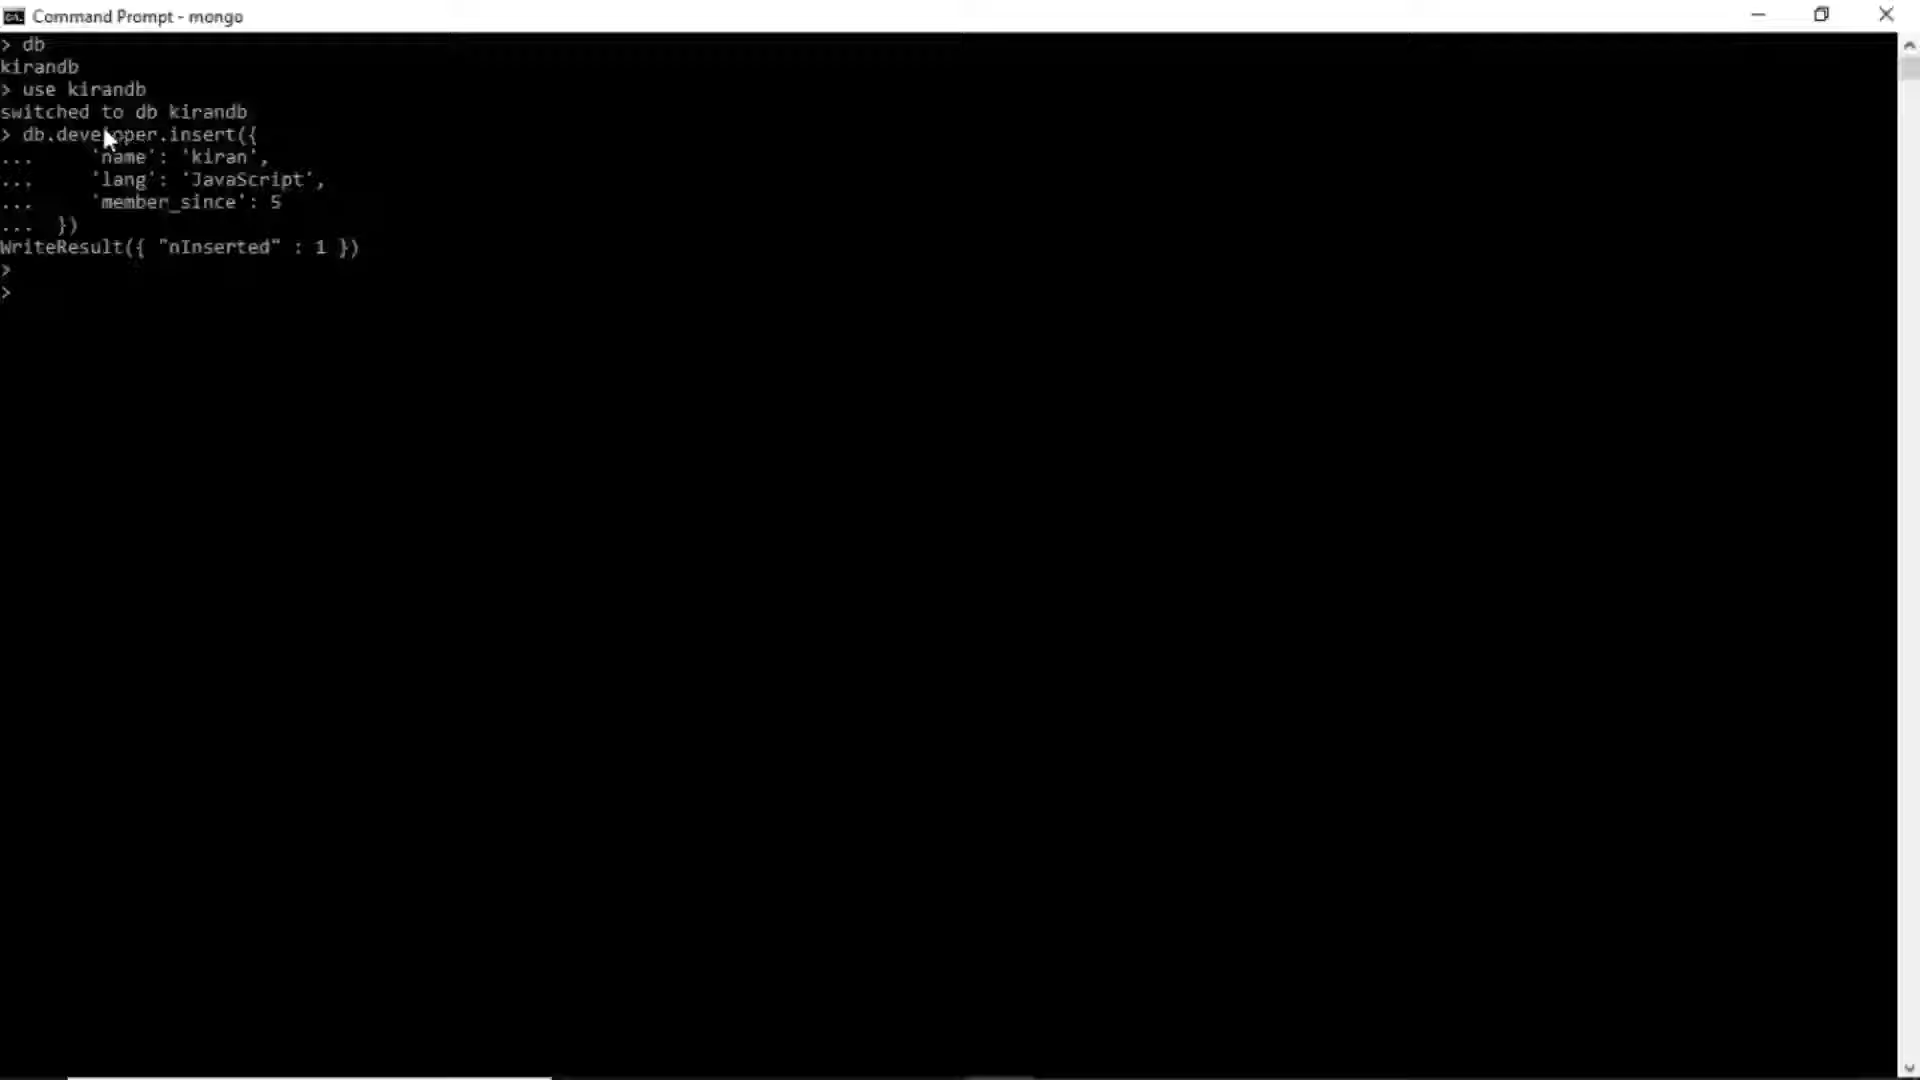 Command Prompt - mongo
> db
kirandb
> use kirandb
switched to db kirandb
> db.developer.insert({
...     'name': 'kiran',
...     'lang': 'JavaScript',
...     'member_since': 5
...  })
WriteResult({ "nInserted" : 1 })
>
>